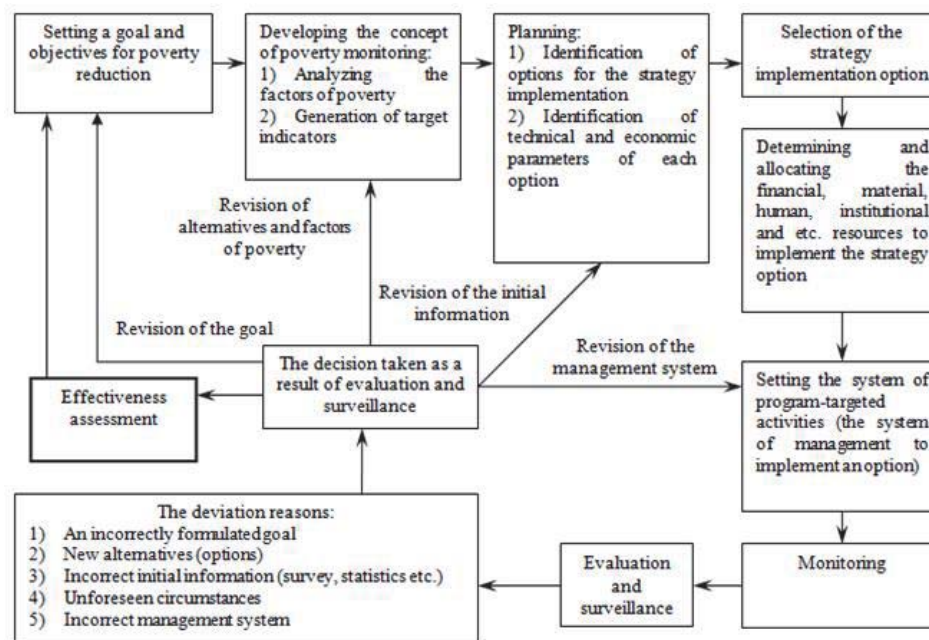 Setting a goal and
objectives for poverty
reduction
Developing the concept
of poverty monitoring:
1) Analyzing the
factors of poverty
2) Generation of target
indicators
Planning:
1) Identification of
options for the strategy
implementation
2) Identification of
technical and economic
parameters of each
option
Selection of the
strategy
implementation option
Determining and
allocating the
financial, material,
human, institutional
and etc. resources to
implement the strategy
option
Revision of
alternatives and factors
of poverty
Revision of the initial
information
Revision of the goal
Revision of the
management system
The decision taken as a
result of evaluation and
surveillance
Effectiveness
assessment
Setting the system of
program-targeted
activities (the system
of management to
implement an option)
The deviation reasons:
1) An incorrectly formulated goal
2) New alternatives (options)
3) Incorrect initial information (survey, statistics etc.)
4) Unforeseen circumstances
5) Incorrect management system
Evaluation
and
surveillance
Monitoring